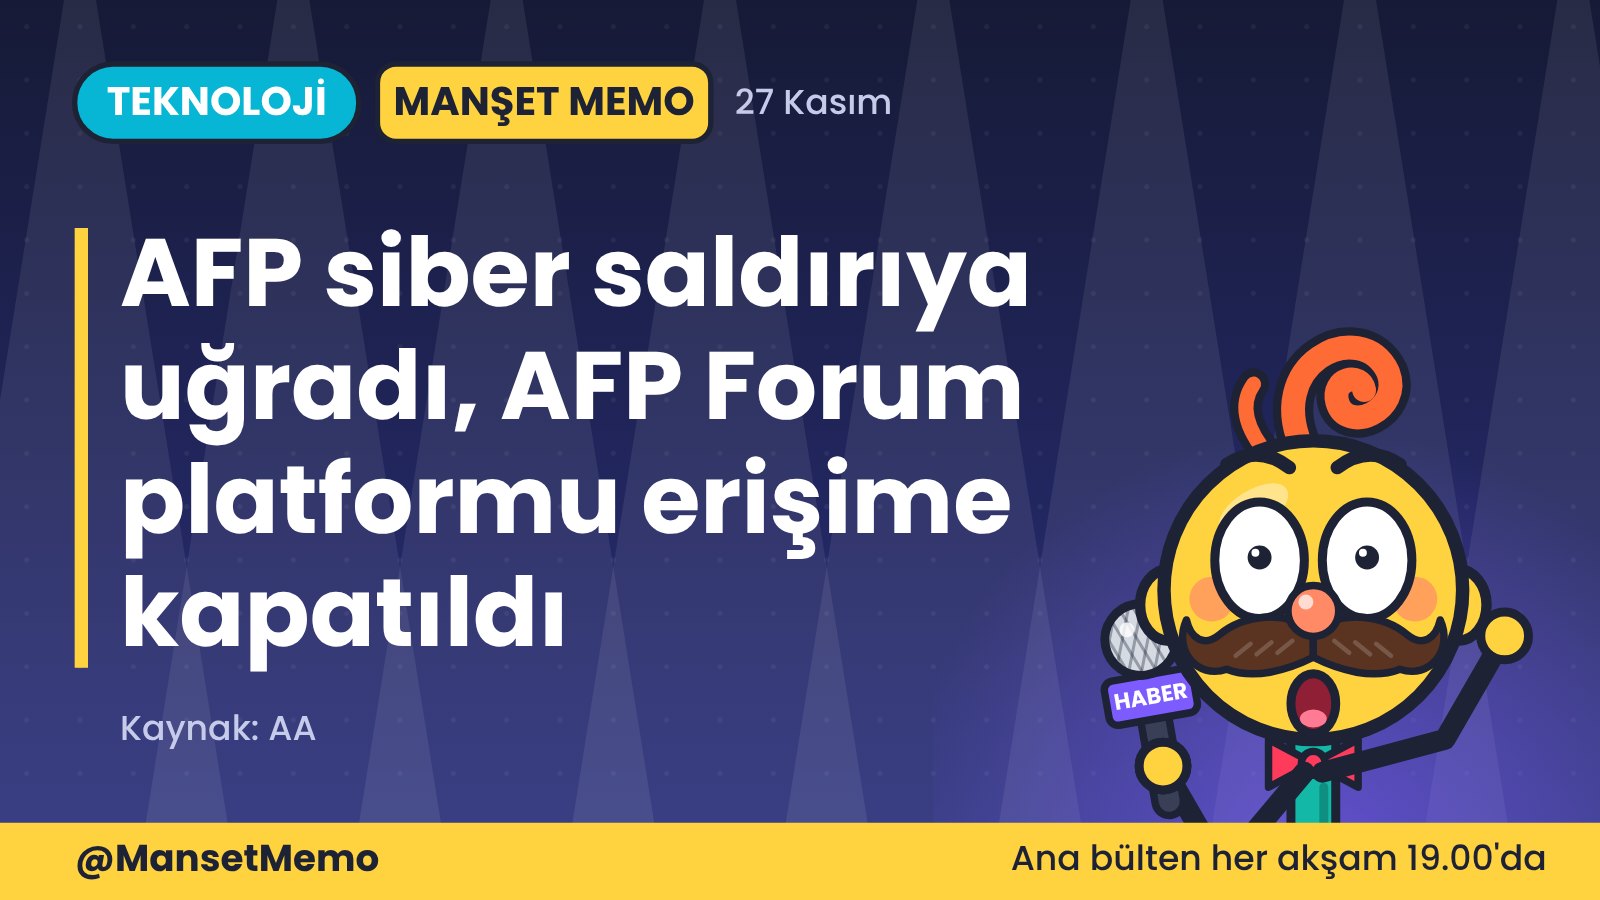 TEKNOLOJİ
MANŞET MEMO
27 Kasım
AFP siber saldırıya
uğradı, AFP Forum
platformu erişime
kapatıldı
Kaynak: AA
HABER
@MansetMemo
Ana bülten her akşam 19.00'da